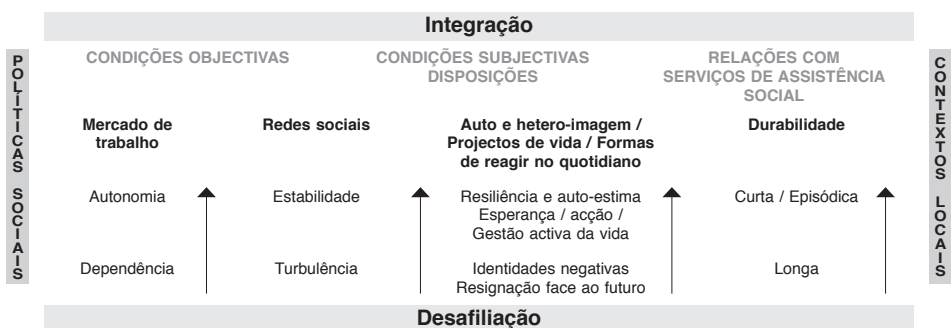 Integração
POLÍTICAS SOCIAIS
CONDIÇÕES OBJECTIVAS
CONDIÇÕES SUBJECTIVAS
DISPOSIÇÕES
RELAÇÕES COM
SERVIÇOS DE ASSISTÊNCIA
SOCIAL
CONTEXTOS LOCAIS
Mercado de
trabalho
Redes sociais
Auto e hetero-imagem /
Projectos de vida / Formas
de reagir no quotidiano
Durabilidade
Autonomia
Estabilidade
Resiliência e auto-estima
Esperança / acção /
Gestão activa da vida
Curta / Episódica
Dependência
Turbulência
Identidades negativas
Resignação face ao futuro
Longa
Desafiliação